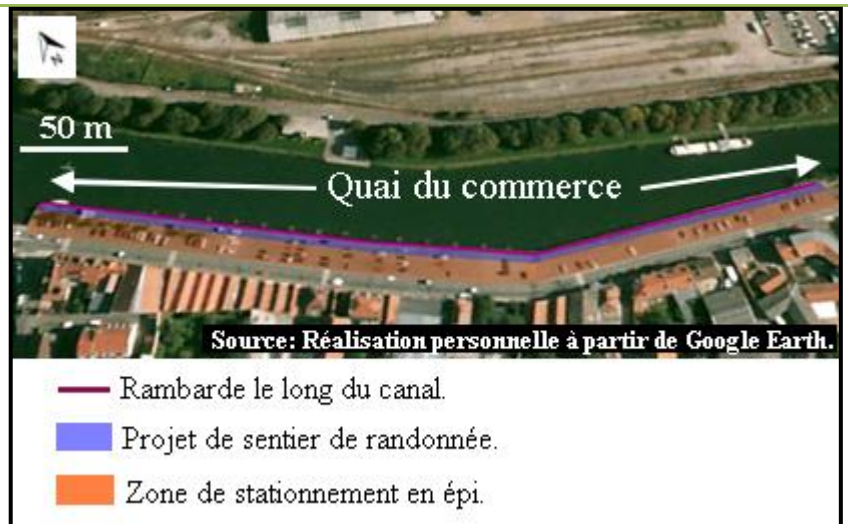 N
50 m
Quai du commerce
Source: Réalisation personnelle à partir de Google Earth.
Rambarde le long du canal.
Projet de sentier de randonnée.
Zone de stationnement en épi.